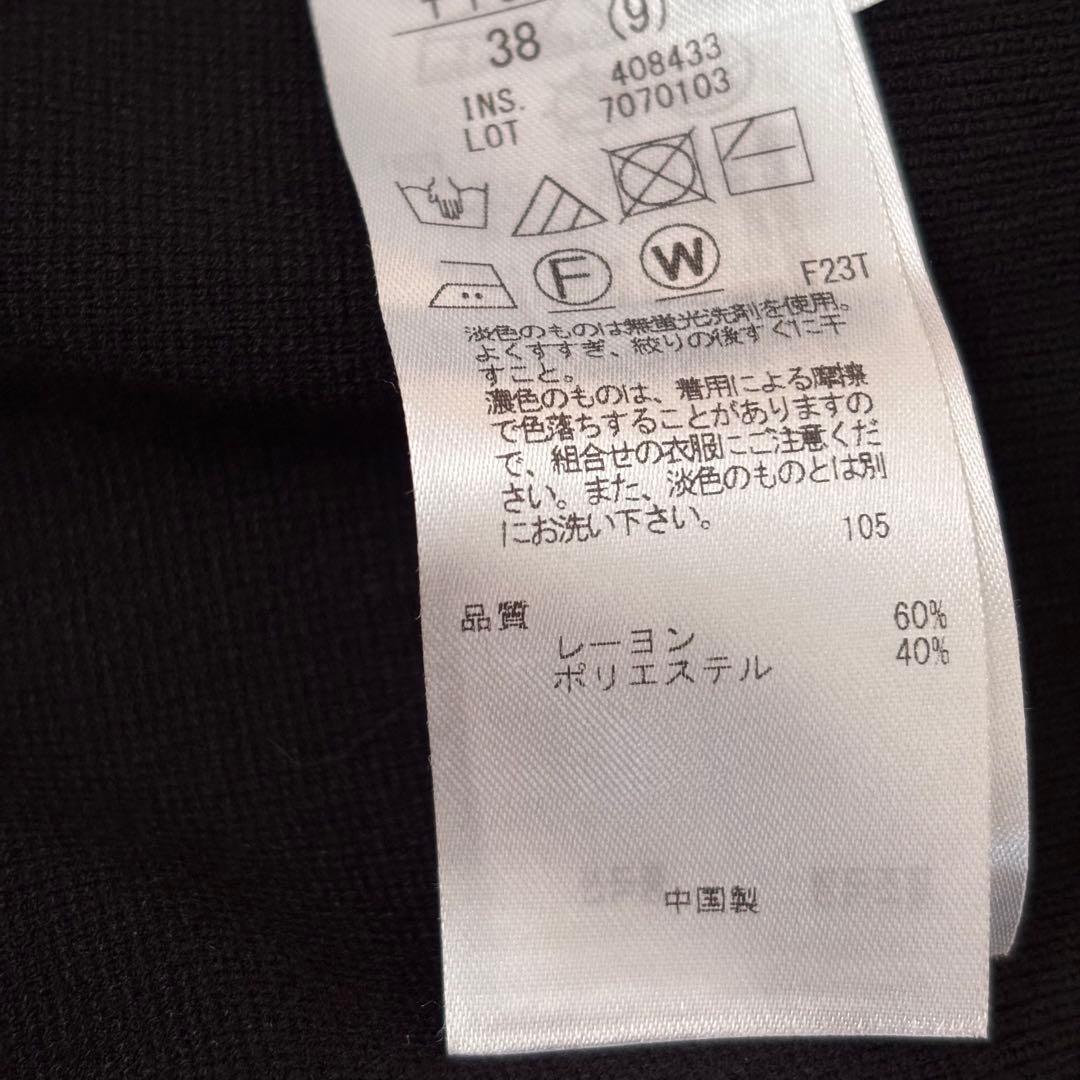 38 (9)
INS. 408433
LOT 7070103
F W
F23T
淡色のものは無蛍光洗剤を使用。
よくすすぎ、絞りの後すぐに干
すこと。
濃色のものは、着用による摩擦
で色落ちすることがありますの
で、組合せの衣服にご注意くだ
さい。また、淡色のものとは別
にお洗い下さい。
105
品質
レーヨン 60%
ポリエステル 40%
中国製